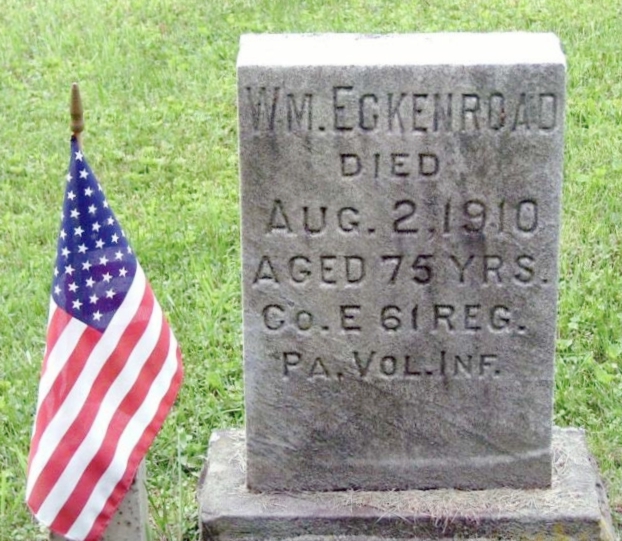 WM. ECKENROAD
DIED
AUG. 2, 1910
AGED 75 YRS.
CO. E 61 REG.
PA. VOL. INF.